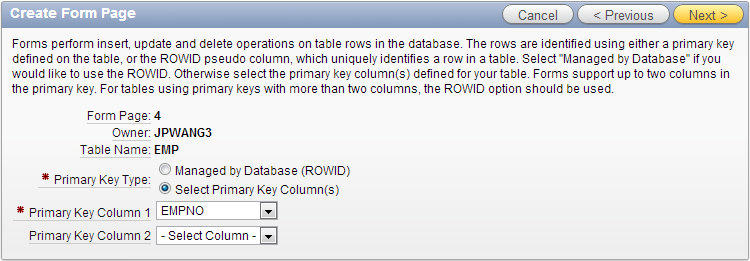 Create Form Page
Cancel
< Previous
Next >
Forms perform insert, update and delete operations on table rows in the database. The rows are identified using either a primary key
defined on the table, or the ROWID pseudo column, which uniquely identifies a row in a table. Select "Managed by Database" if you
would like to use the ROWID. Otherwise select the primary key column(s) defined for your table. Forms support up to two columns in
the primary key. For tables using primary keys with more than two columns, the ROWID option should be used.
Form Page: 4
Owner: JPWANG3
Table Name: EMP
* Primary Key Type: Managed by Database (ROWID)
Select Primary Key Column(s)
* Primary Key Column 1 EMPNO
Primary Key Column 2 - Select Column -